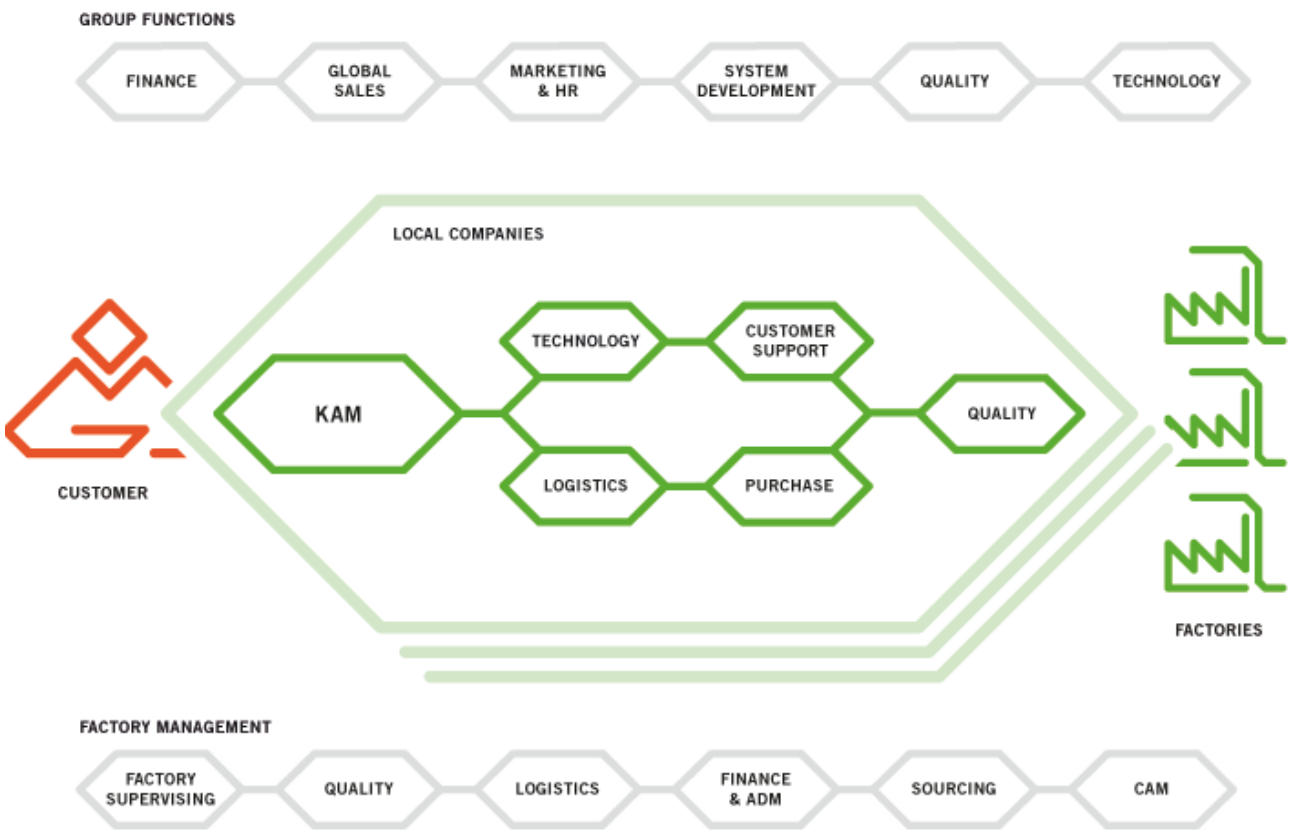 GROUP FUNCTIONS
FINANCE
GLOBAL
SALES
MARKETING
& HR
SYSTEM
DEVELOPMENT
QUALITY
TECHNOLOGY
LOCAL COMPANIES
TECHNOLOGY
CUSTOMER
SUPPORT
KAM
QUALITY
LOGISTICS
PURCHASE
CUSTOMER
FACTORIES
FACTORY MANAGEMENT
FACTORY
SUPERVISING
QUALITY
LOGISTICS
FINANCE
& ADM
SOURCING
CAM